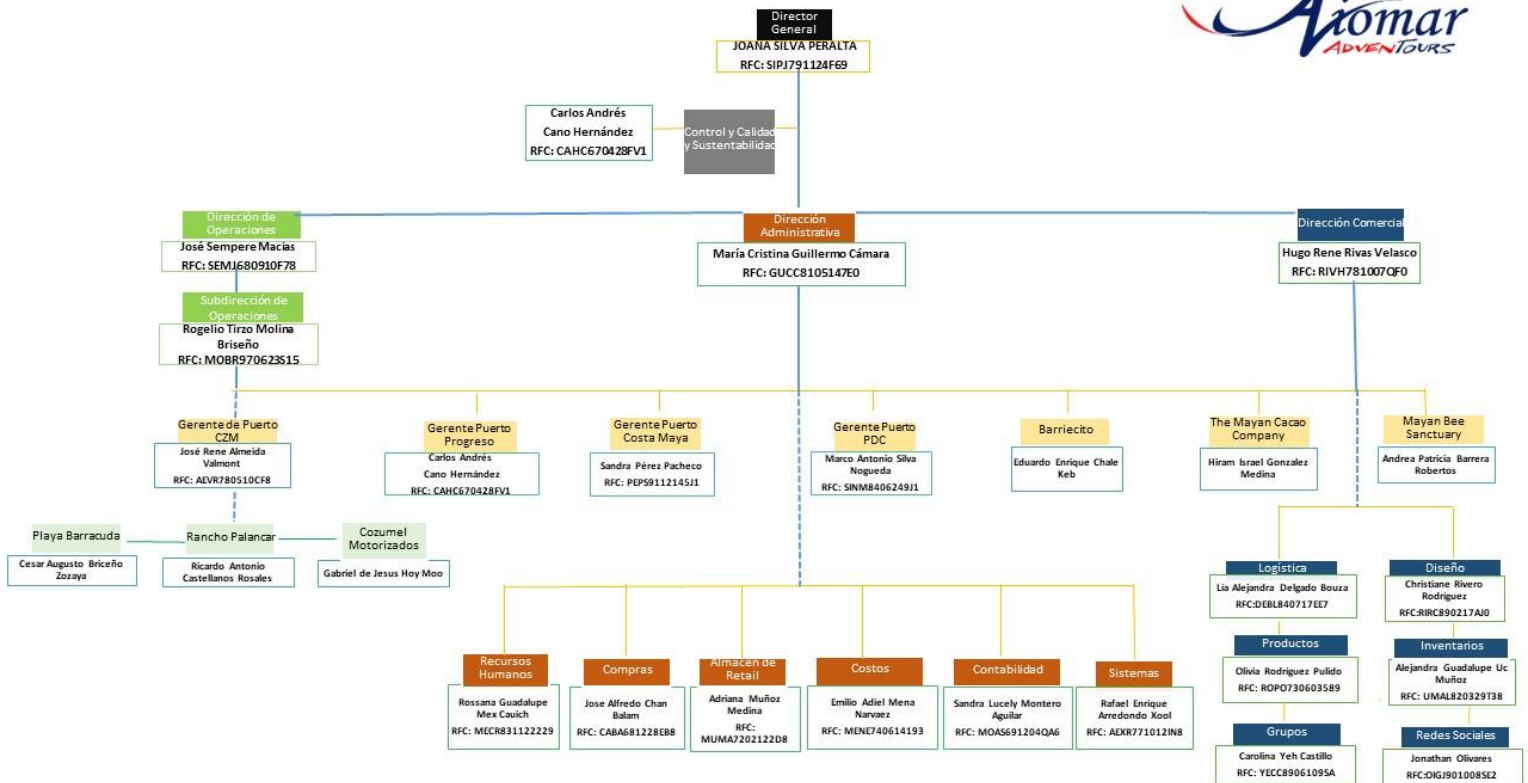 Aiomar
ADVENTOURS
Director
General
JOANA SILVA PERALTA
RFC: SIPJ791124F69
Carlos Andrés
Cano Hernández
RFC: CAHC670428FV1
Control y Calidad
y Sustentabilidad
Dirección de
Operaciones
José Sempere Macias
RFC: SEMJ680910F78
Dirección
Administrativa
María Cristina Guillermo Cámara
RFC: GUCC8105147E0
Dirección Comercial
Hugo Rene Rivas Velasco
RFC: RIVH781007QF0
Subdirección de
Operaciones
Rogelio Tirzo Molina
Briseño
RFC: MOBR970623S15
Gerente de Puerto
CZM
José Rene Almeida
Valmont
RFC: AEVR780510CF8
Gerente Puerto
Progreso
Carlos Andrés
Cano Hernández
RFC: CAHC670428FV1
Gerente Puerto
Costa Maya
Sandra Pérez Pacheco
RFC: PEPS9112145J1
Gerente Puerto
PDC
Marco Antonio Silva
Nogueda
RFC: SINM8406249J1
Barriecito
Eduardo Enrique Chale
Keb
The Mayan Cacao
Company
Hiram Israel Gonzalez
Medina
Mayan Bee
Sanctuary
Andrea Patricia Barrera
Robertos
Playa Barracuda
Cesar Augusto Briceño
Zozaya
Rancho Palancar
Ricardo Antonio
Castellanos Rosales
Cozumel
Motorizados
Gabriel de Jesus Hoy Moo
Recursos
Humanos
Rossana Guadalupe
Mex Cauich
RFC: MECR831122229
Compras
Jose Alfredo Chan
Balam
RFC: CABA681228EB8
Almacén de
Retail
Adriana Muñoz
Medina
RFC:
MUMA7202122D8
Costos
Emilio Adiel Mena
Narvaez
RFC: MENE740614193
Contabilidad
Sandra Lucely Montero
Aguilar
RFC: MOAS691204QA6
Sistemas
Rafael Enrique
Arredondo Xool
RFC: AEXR771012IN8
Logística
Lía Alejandra Delgado Bouza
RFC:DEBL840717EE7
Diseño
Christiane Rivero
Rodriguez
RFC:RIRC890217AJ0
Productos
Olivia Rodriguez Pulido
RFC: ROPO730603589
Inventarios
Alejandra Guadalupe Uc
Muñoz
RFC: UMAL820329T38
Grupos
Carolina Yeh Castillo
RFC: YECC8906109SA
Redes Sociales
Jonathan Olivares
RFC:OIGJ901008SE2